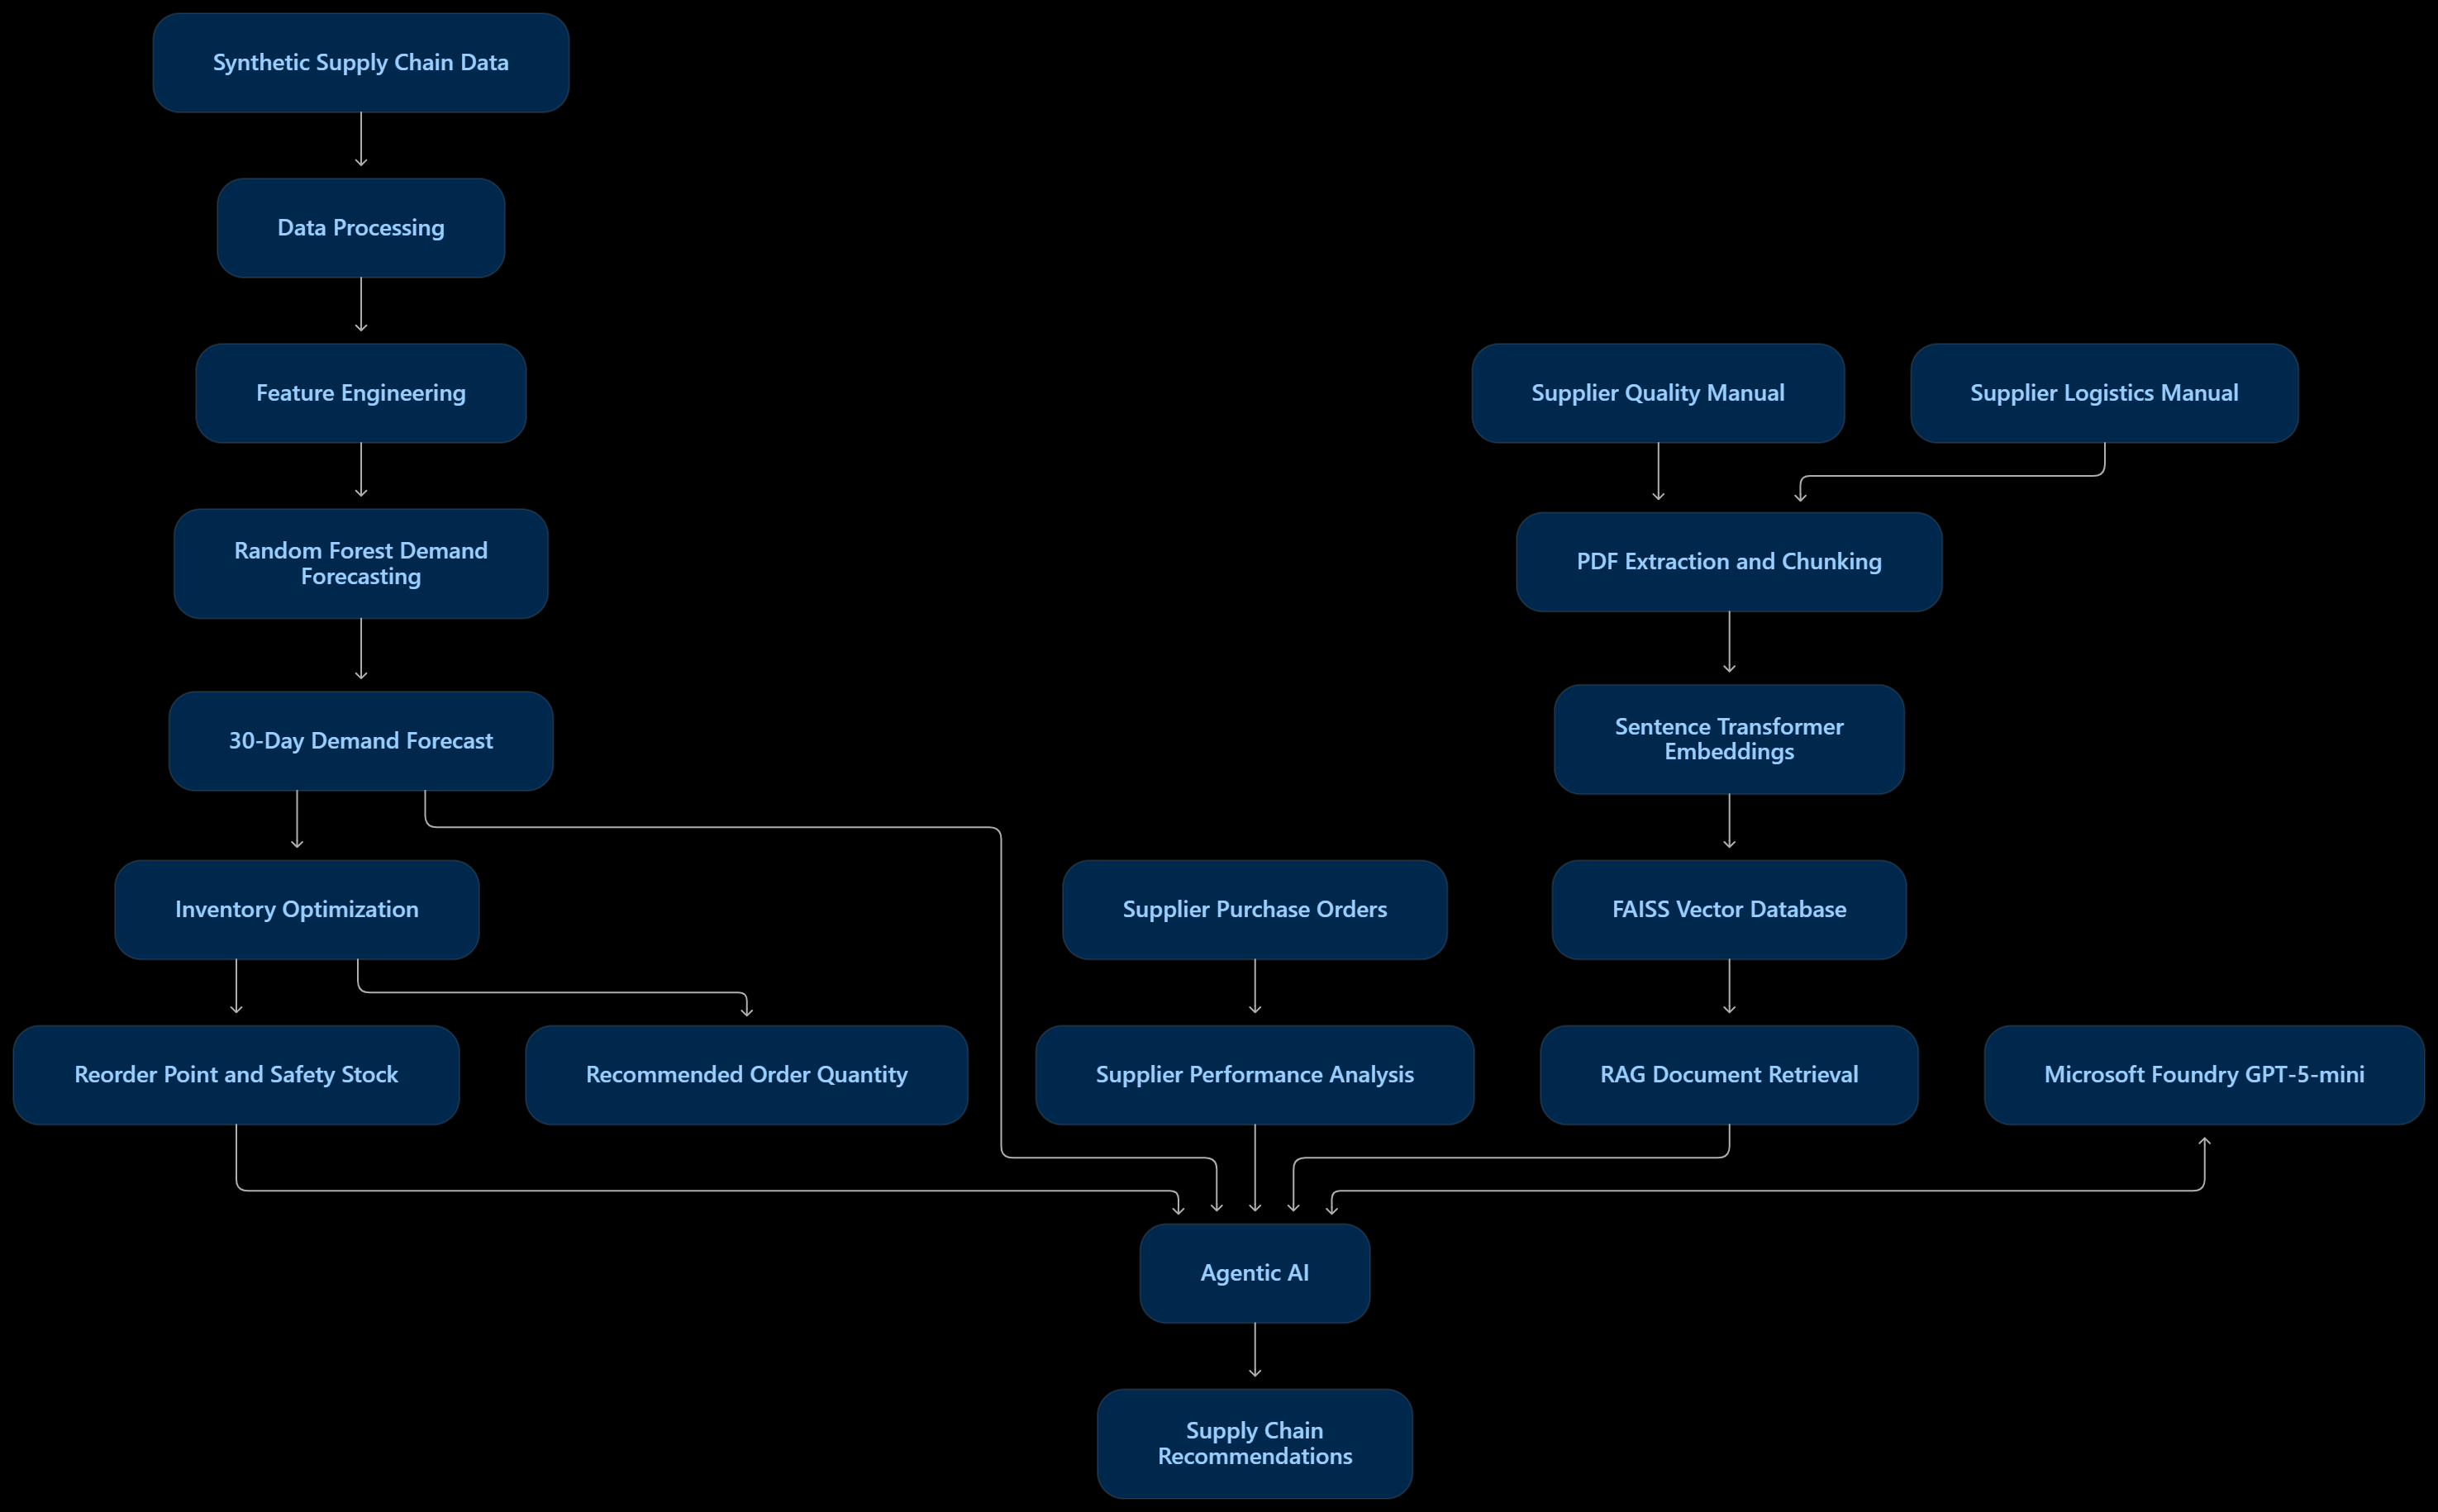 Synthetic Supply Chain Data
Data Processing
Feature Engineering
Supplier Quality Manual
Supplier Logistics Manual
Random Forest Demand
Forecasting
PDF Extraction and Chunking
30-Day Demand Forecast
Sentence Transformer
Embeddings
Inventory Optimization
Supplier Purchase Orders
FAISS Vector Database
Reorder Point and Safety Stock
Recommended Order Quantity
Supplier Performance Analysis
RAG Document Retrieval
Microsoft Foundry GPT-5-mini
Agentic AI
Supply Chain
Recommendations